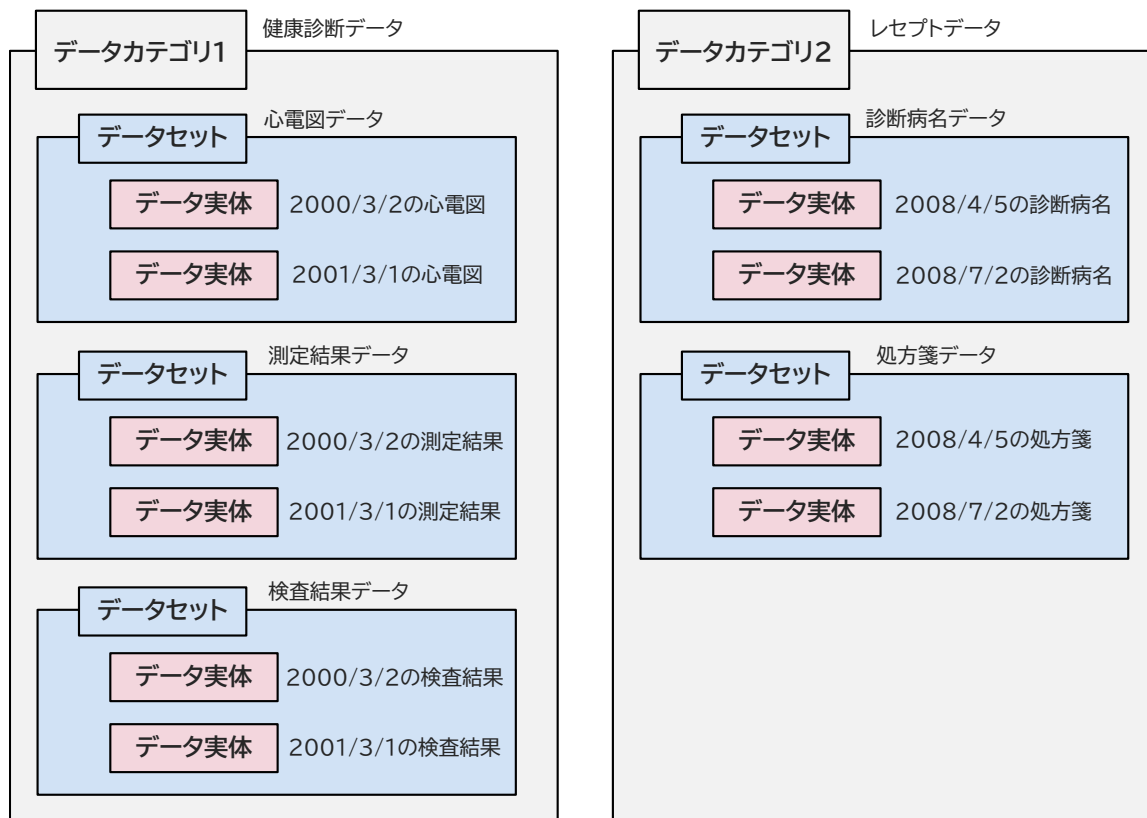 データカテゴリ1
健康診断データ
データセット
心電図データ
データ実体
2000/3/2の心電図
データ実体
2001/3/1の心電図
データセット
測定結果データ
データ実体
2000/3/2の測定結果
データ実体
2001/3/1の測定結果
データセット
検査結果データ
データ実体
2000/3/2の検査結果
データ実体
2001/3/1の検査結果
データカテゴリ2
レセプトデータ
データセット
診断病名データ
データ実体
2008/4/5の診断病名
データ実体
2008/7/2の診断病名
データセット
処方箋データ
データ実体
2008/4/5の処方箋
データ実体
2008/7/2の処方箋